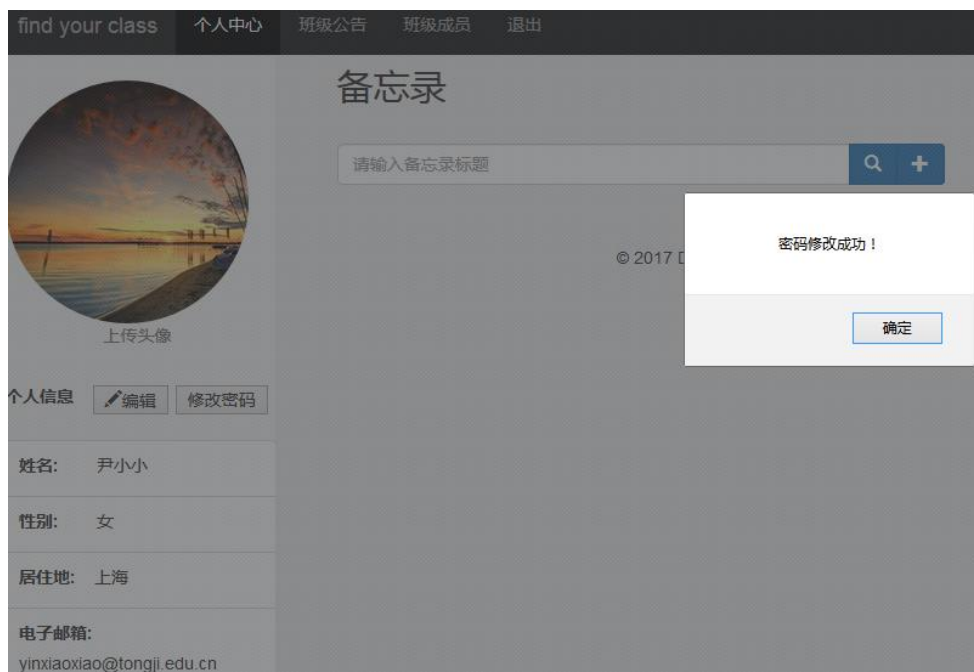 find your class 个人中心 班级公告 班级成员 退出
备忘录
请输入备忘录标题
© 2017
密码修改成功！
确定
上传头像
个人信息 编辑 修改密码
姓名: 尹小小
性别: 女
居住地: 上海
电子邮箱:
yinxiaoxiao@tongji.edu.cn